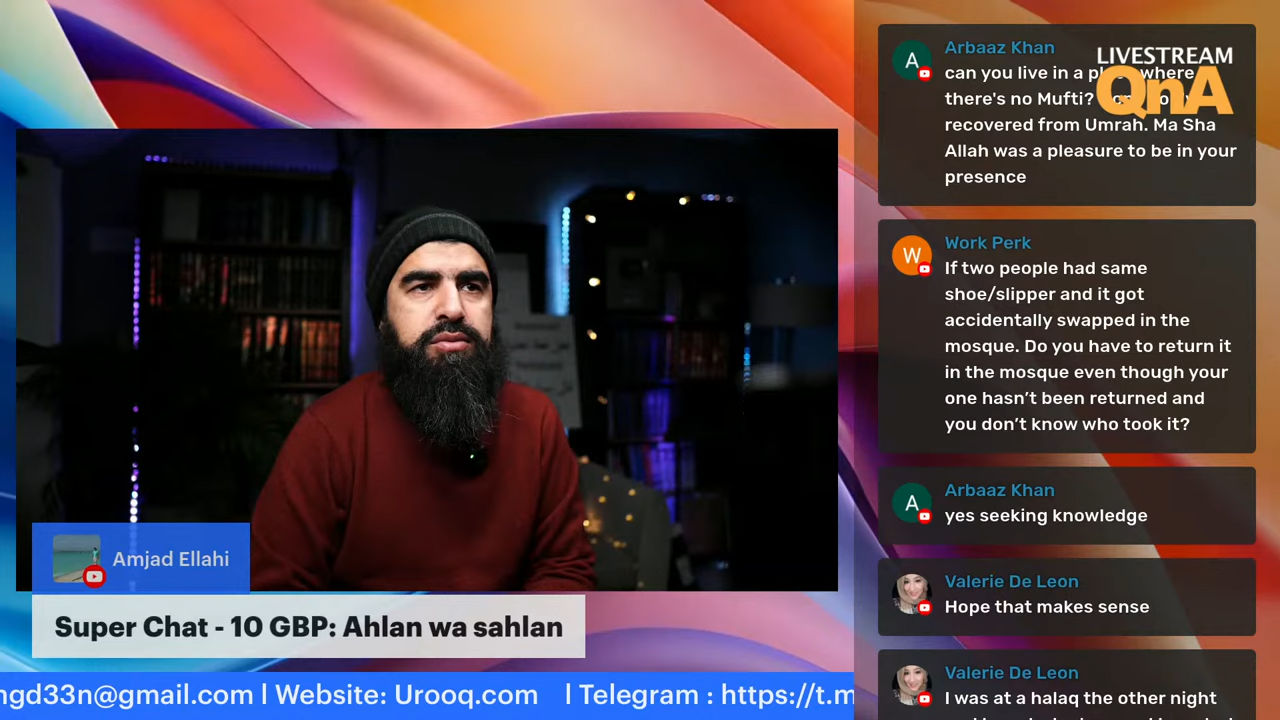 Arbaaz Khan
can you live in a
there's no Mufti?
recovered from Umrah. Ma Sha
Allah was a pleasure to be in your
presence
LIVESTREAM
QnA
Work Perk
If two people had same
shoe/slipper and it got
accidentally swapped in the
mosque. Do you have to return it
in the mosque even though your
one hasn't been returned and
you don't know who took it?
Arbaaz Khan
yes seeking knowledge
Valerie De Leon
Hope that makes sense
Valerie De Leon
I was at a halaq the other night
Amjad Ellahi
Super Chat - 10 GBP: Ahlan wa sahlan
ngd33n@gmail.com | Website: Urooq.com | Telegram : https://t.m